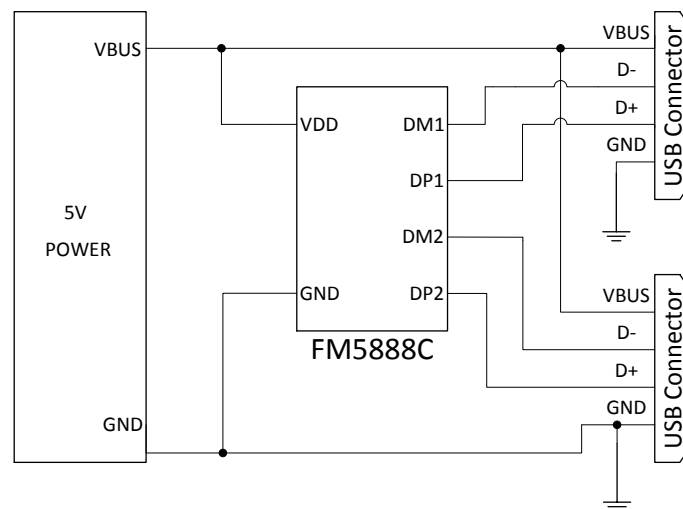 5V
POWER
VBUS
GND
VDD
GND
DM1
DP1
DM2
DP2
FM5888C
VBUS
D-
D+
GND
USB Connector
VBUS
D-
D+
GND
USB Connector